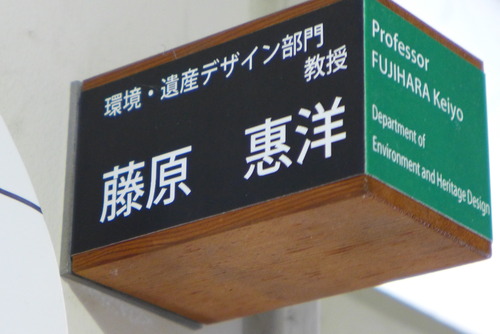 環境・遺産デザイン部門
教授
藤原 惠洋
Professor
FUJIHARA Keiyo
Department of
Environment and Heritage Design